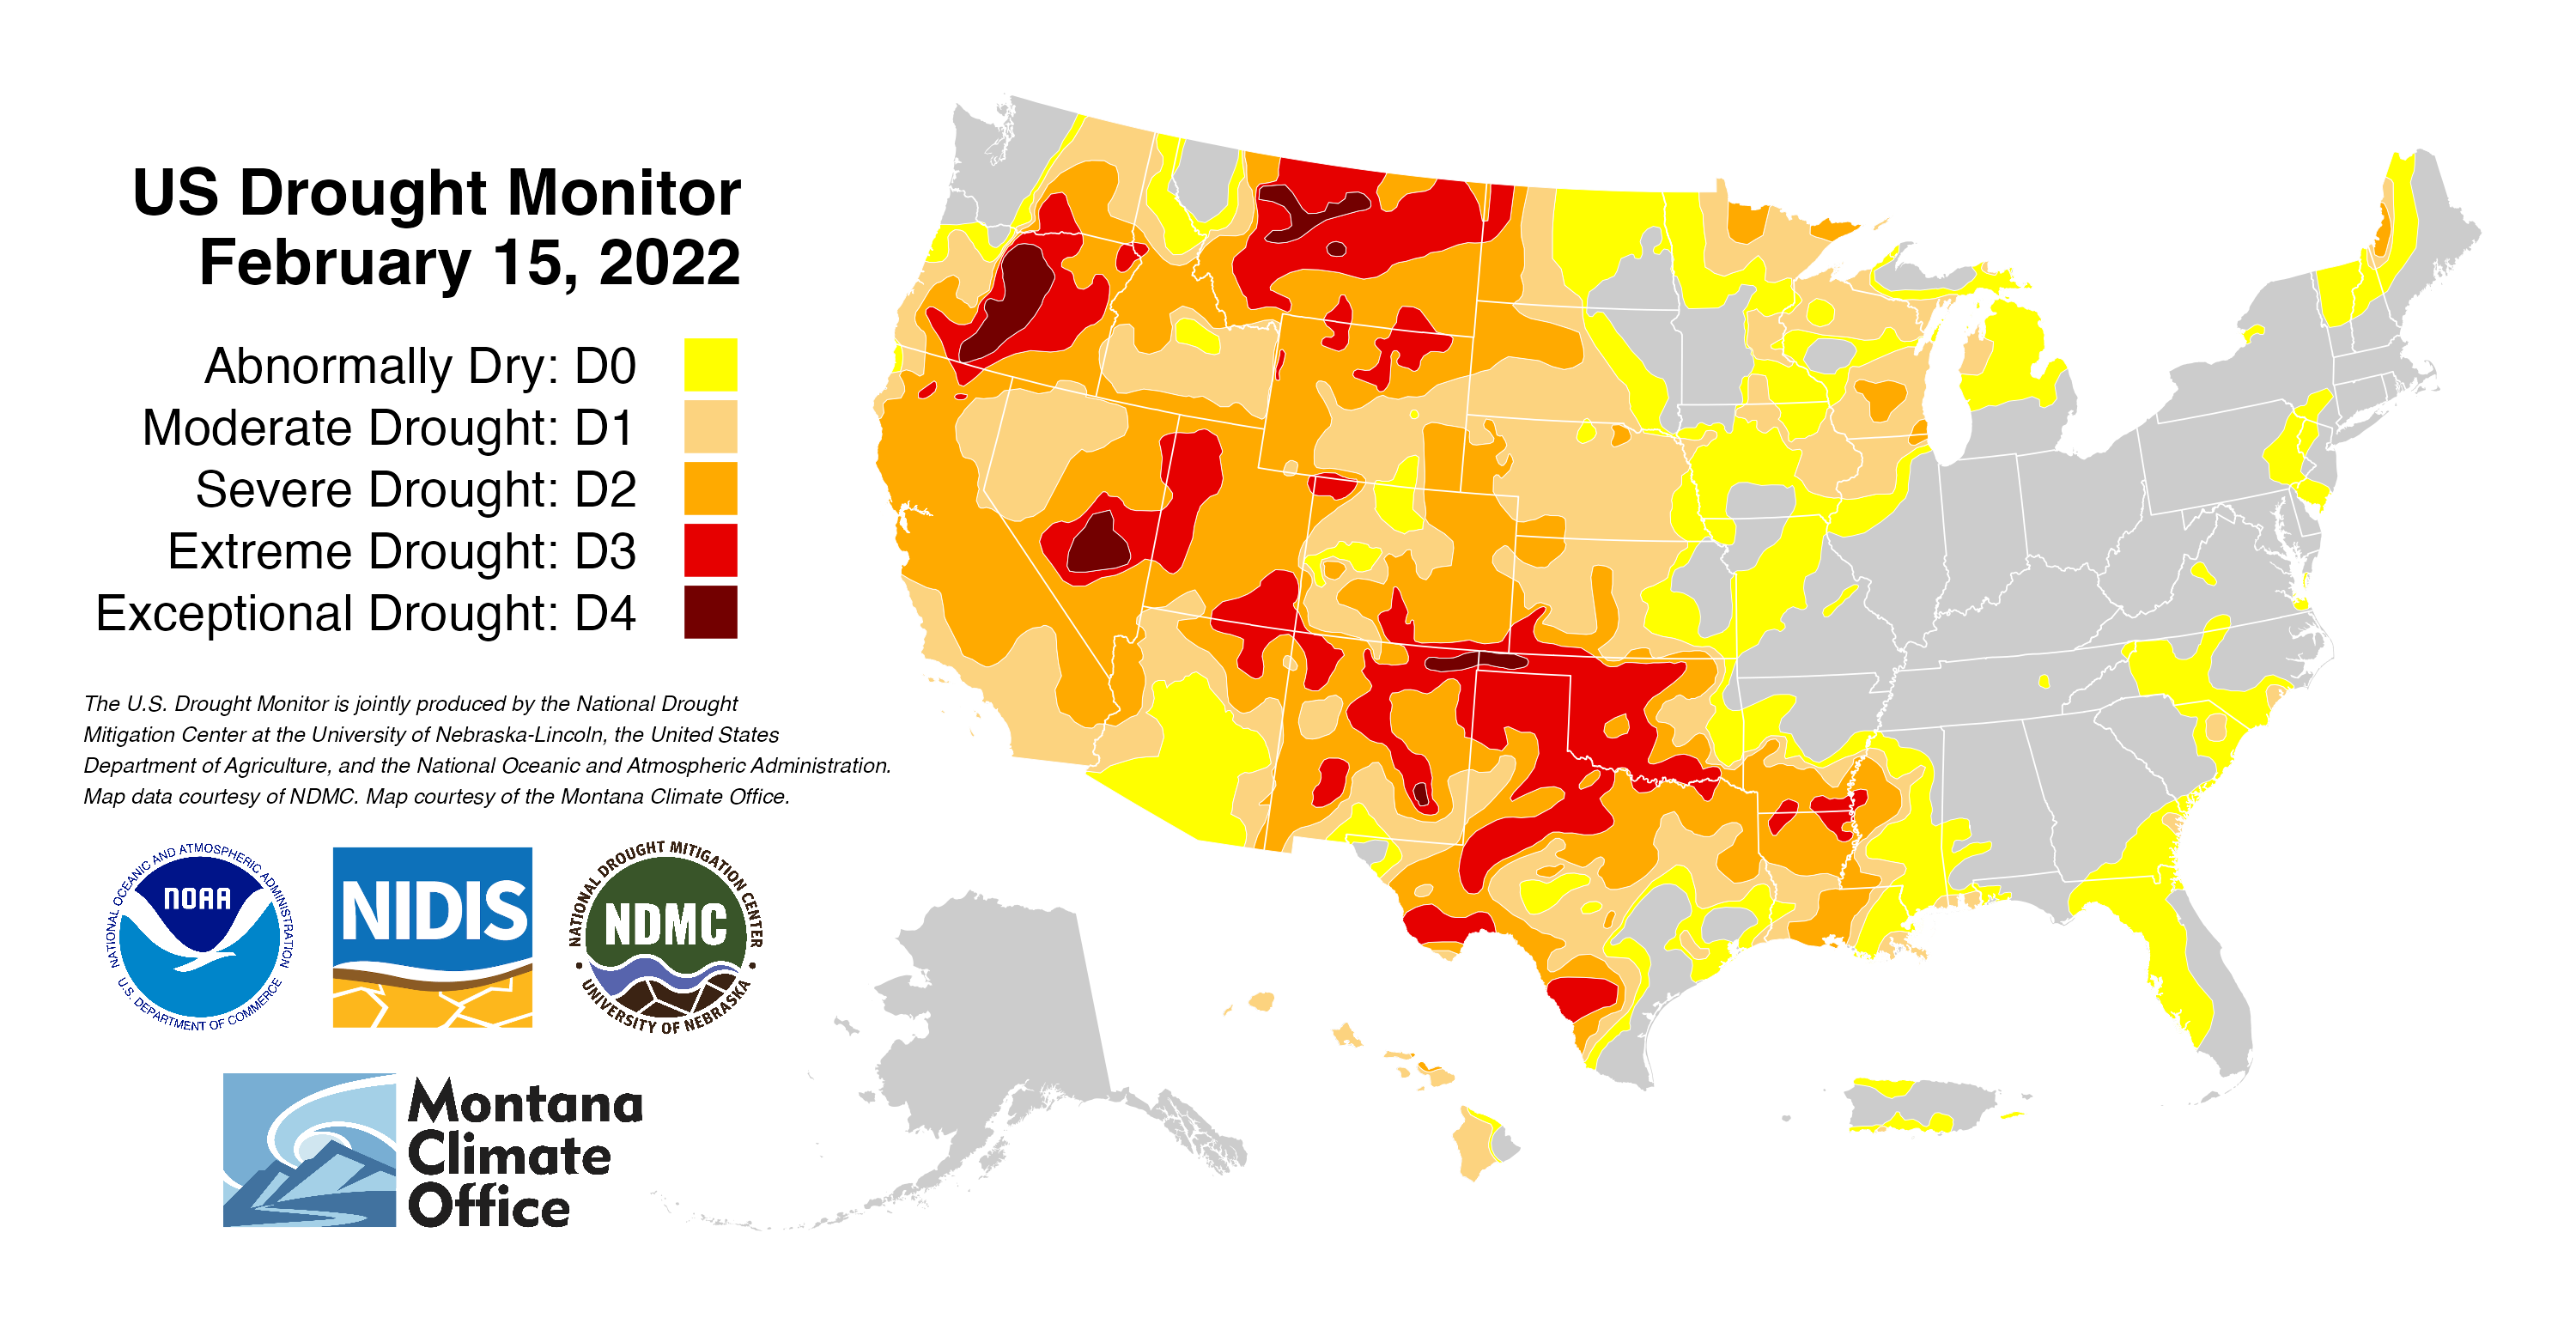 US Drought Monitor
February 15, 2022
Abnormally Dry: D0
Moderate Drought: D1
Severe Drought: D2
Extreme Drought: D3
Exceptional Drought: D4
The U.S. Drought Monitor is jointly produced by the National Drought
Mitigation Center at the University of Nebraska-Lincoln, the United States
Department of Agriculture, and the National Oceanic and Atmospheric Administration.
Map data courtesy of NDMC. Map courtesy of the Montana Climate Office.
NATIONAL OCEANIC AND ATMOSPHERIC ADMINISTRATION
NOAA
U.S. DEPARTMENT OF COMMERCE
NIDIS
NATIONAL DROUGHT MITIGATION CENTER
NDMC
• UNIVERSITY OF NEBRASKA •
Montana
Climate
Office